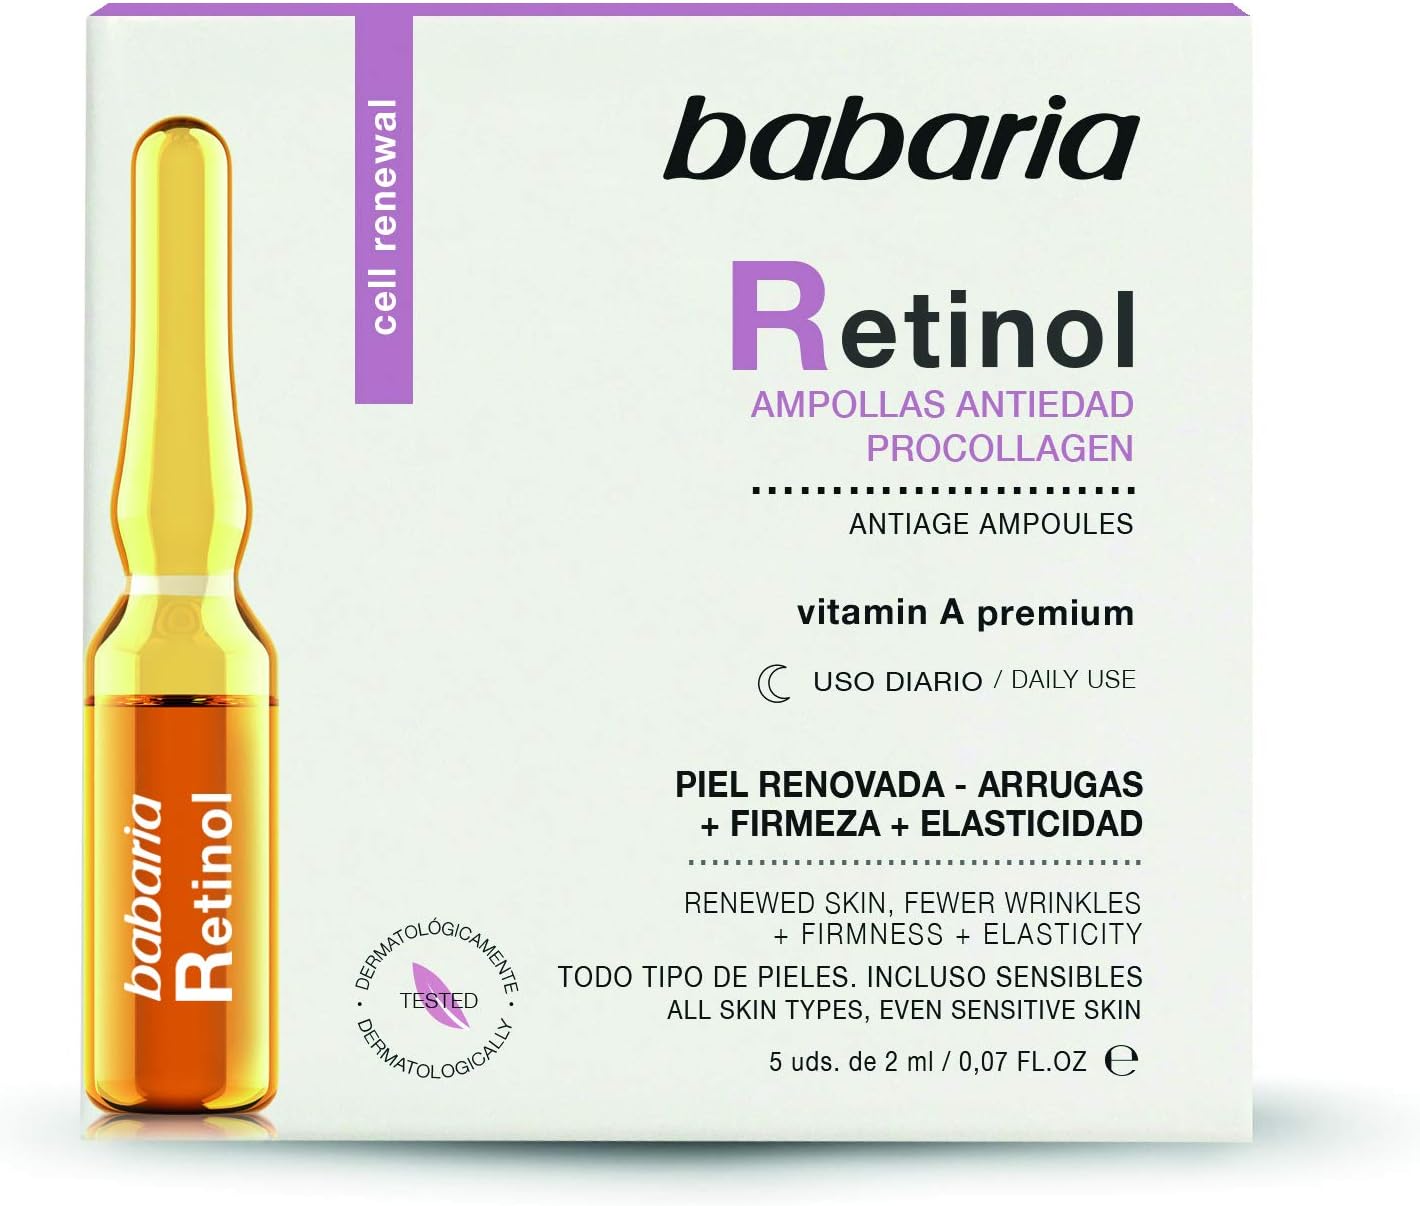 cell renewal
babaria
Retinol
AMPOLLAS ANTIEDAD
PROCOLLAGEN
ANTIAGE AMPOULES
vitamin A premium
USO DIARIO / DAILY USE
PIEL RENOVADA - ARRUGAS
+ FIRMEZA + ELASTICIDAD
RENEWED SKIN, FEWER WRINKLES
+ FIRMNESS + ELASTICITY
TODO TIPO DE PIELES. INCLUSO SENSIBLES
ALL SKIN TYPES, EVEN SENSITIVE SKIN
5 uds. de 2 ml / 0,07 FL.OZ ℮
babaria
Retinol
DERMATOLÓGICAMENTE
TESTED
DERMATOLOGICALLY